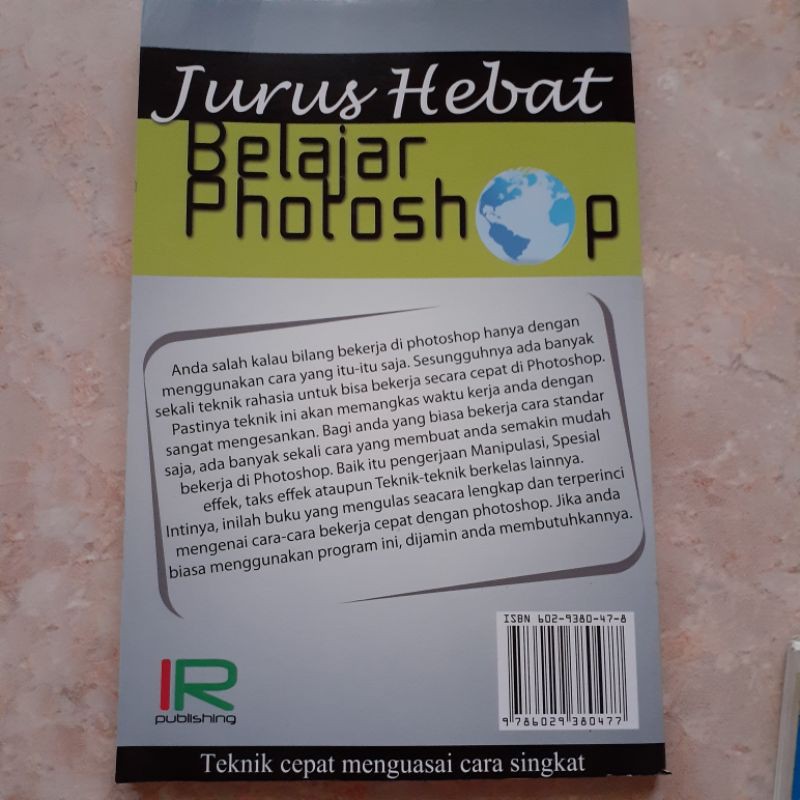 Jurus Hebat
Belajar
Photoshop
Anda salah kalau bilang bekerja di photoshop hanya dengan
menggunakan cara yang itu-itu saja. Sesungguhnya ada banyak
sekali teknik rahasia untuk bisa bekerja secara cepat di Photoshop.
Pastinya teknik ini akan memangkas waktu kerja anda dengan
sangat mengesankan. Bagi anda yang biasa bekerja cara standar
saja, ada banyak sekali cara yang membuat anda semakin mudah
bekerja di Photoshop. Baik itu pengerjaan Manipulasi, Spesial
effek, taks effek ataupun Teknik-teknik berkelas lainnya.
Intinya, inilah buku yang mengulas seacara lengkap dan terperinci
mengenai cara-cara bekerja cepat dengan photoshop. Jika anda
biasa menggunakan program ini, dijamin anda membutuhkannya.
ISBN 602-9380-47-8
9 786029 380477
IR
publishing
Teknik cepat menguasai cara singkat